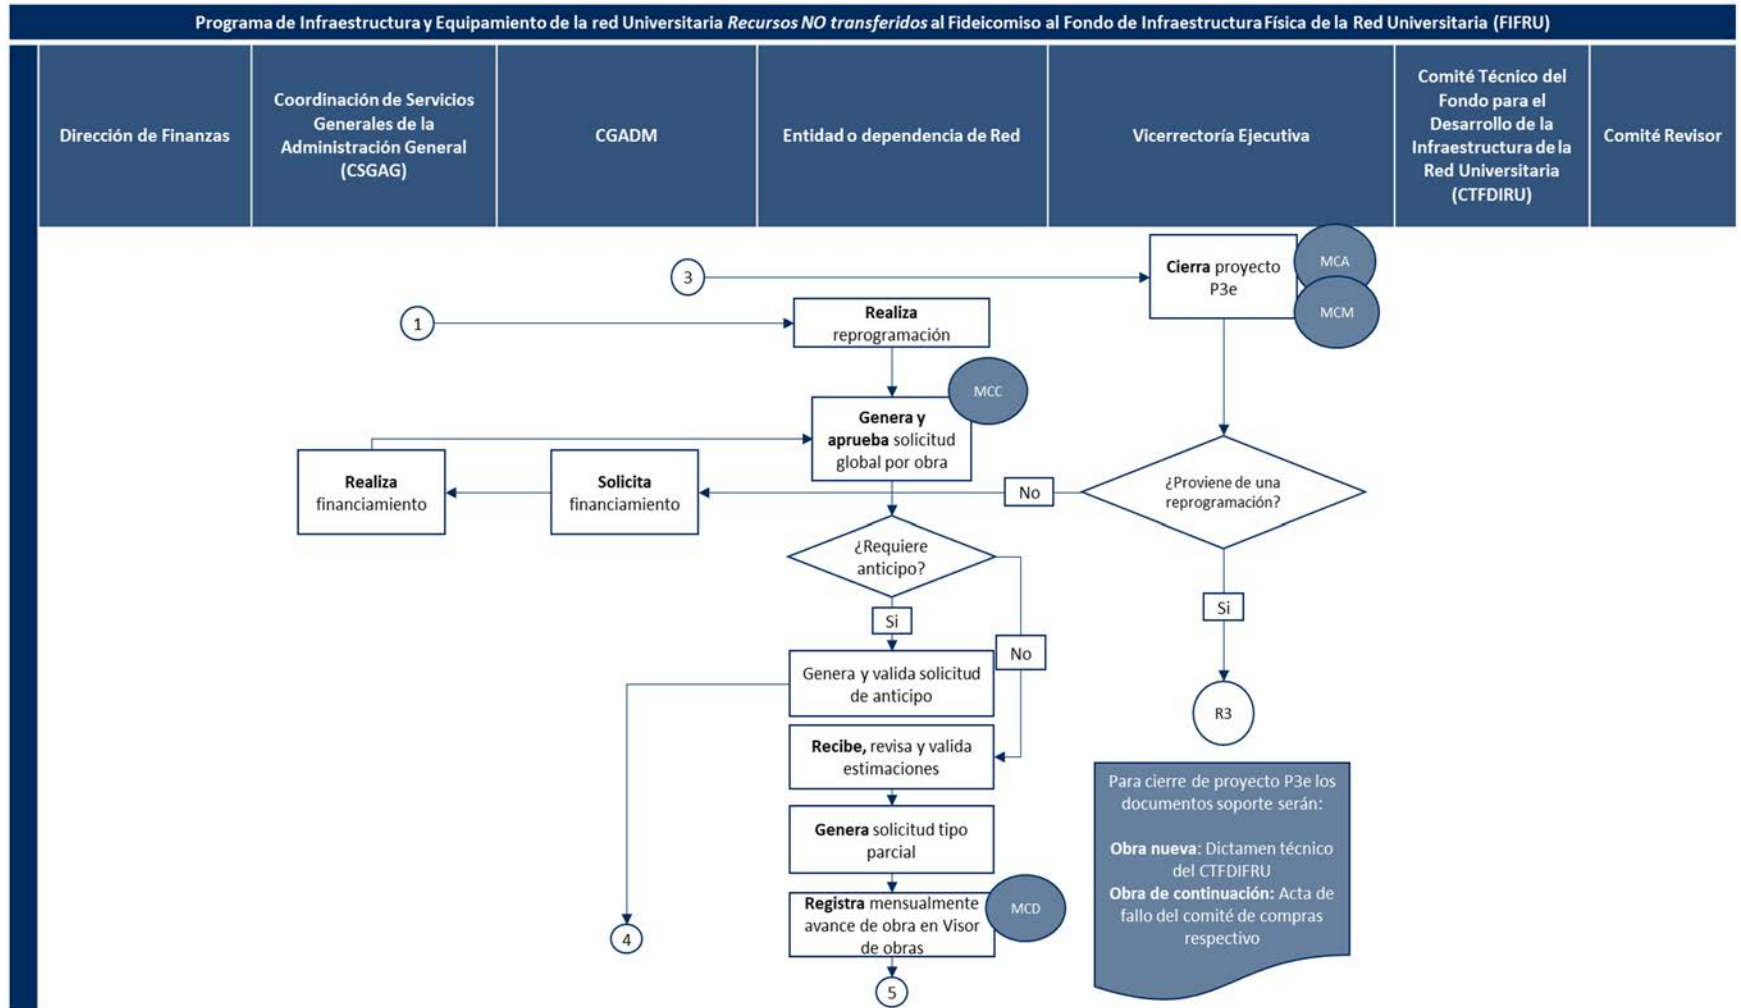 Programa de Infraestructura y Equipamiento de la red Universitaria Recursos NO transferidos al Fideicomiso al Fondo de Infraestructura Física de la Red Universitaria (FIFRU)
Dirección de Finanzas
Coordinación de Servicios
Generales de la
Administración General
(CSGAG)
CGADM
Entidad o dependencia de Red
Vicerrectoría Ejecutiva
Comité Técnico del
Fondo para el
Desarrollo de la
Infraestructura de la
Red Universitaria
(CTFDIRU)
Comité Revisor
3
Cierra proyecto
P3e
MCA
MCM
1
Realiza
reprogramación
MCC
Genera y
aprueba solicitud
global por obra
Realiza
financiamiento
Solicita
financiamiento
No
¿Proviene de una
reprogramación?
¿Requiere
anticipo?
Si
No
Si
Genera y valida solicitud
de anticipo
R3
Recibe, revisa y valida
estimaciones
Genera solicitud tipo
parcial
Registra mensualmente
avance de obra en Visor
de obras
MCD
4
5
Para cierre de proyecto P3e los
documentos soporte serán:
Obra nueva: Dictamen técnico
del CTFDIFRU
Obra de continuación: Acta de
fallo del comité de compras
respectivo